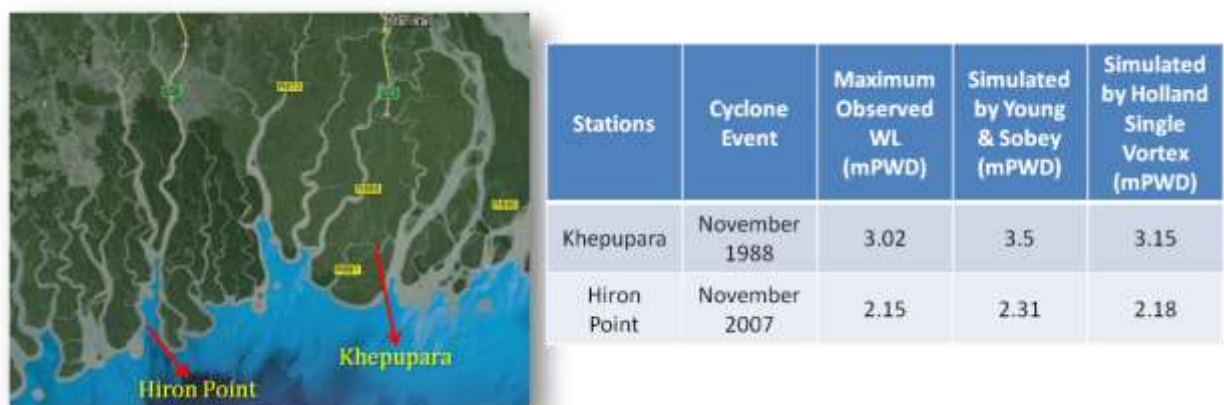 Hiron Point
Khepupara
Stations
Cyclone
Event
Maximum
Observed
WL
(mPWD)
Simulated
by Young
& Sobey
(mPWD)
Simulated
by Holland
Single
Vortex
(mPWD)
Khepupara
November
1988
3.02
3.5
3.15
Hiron
Point
November
2007
2.15
2.31
2.18